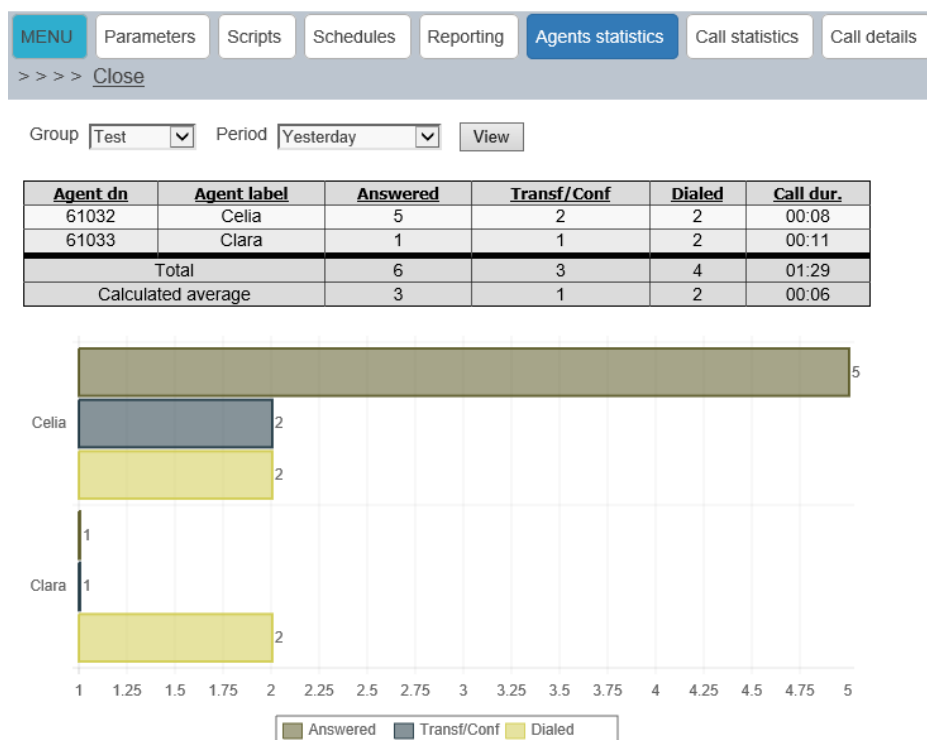 MENU Parameters Scripts Schedules Reporting Agents statistics Call statistics Call details
> > > > Close
Group Test Period Yesterday View
Agent dn Agent label Answered Transf/Conf Dialed Call dur.
61032 Celia 5 2 2 00:08
61033 Clara 1 1 2 00:11
Total 6 3 4 01:29
Calculated average 3 1 2 00:06
5
Celia 2
2
1
Clara 1
2
1 1.25 1.5 1.75 2 2.25 2.5 2.75 3 3.25 3.5 3.75 4 4.25 4.5 4.75 5
Answered Transf/Conf Dialed